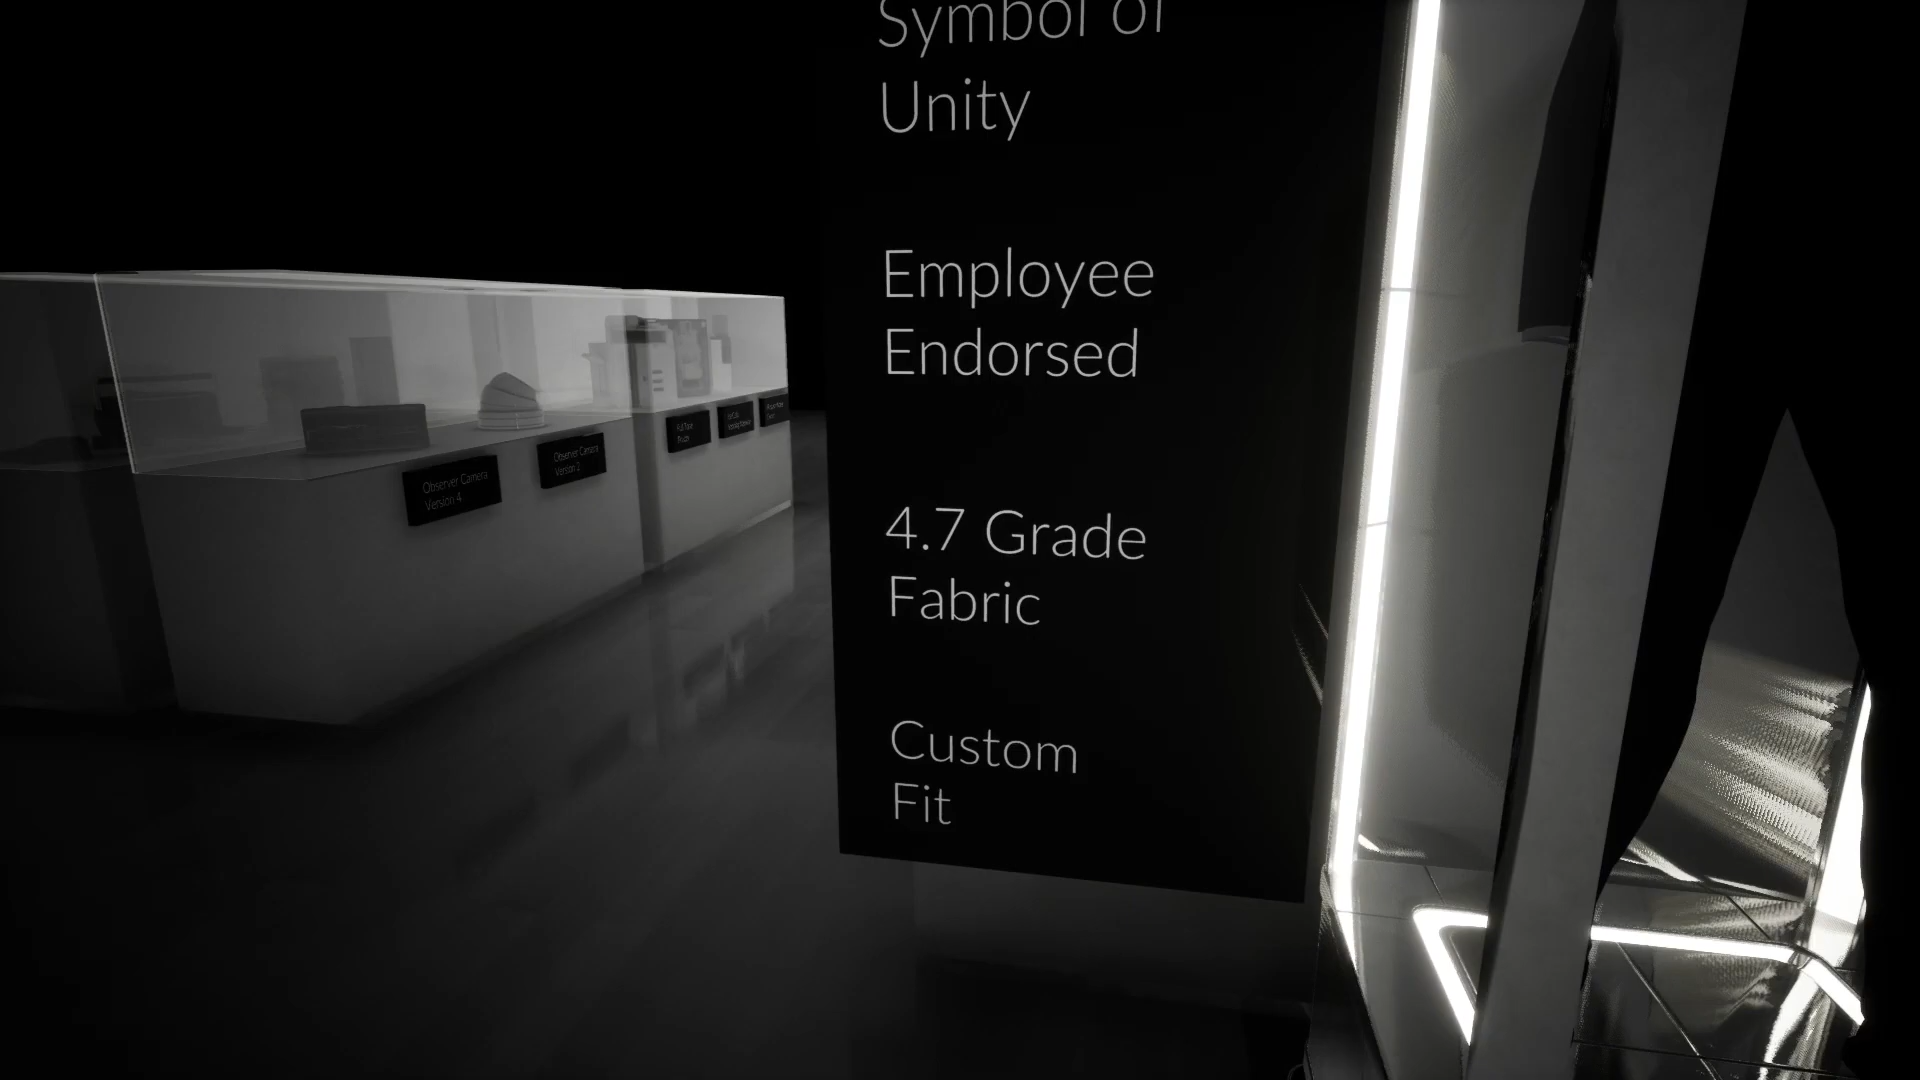 Symbol of
Unity
Employee
Endorsed
4.7 Grade
Fabric
Custom
Fit
Observer Camera
Version 4
Observer Camera
Version 2